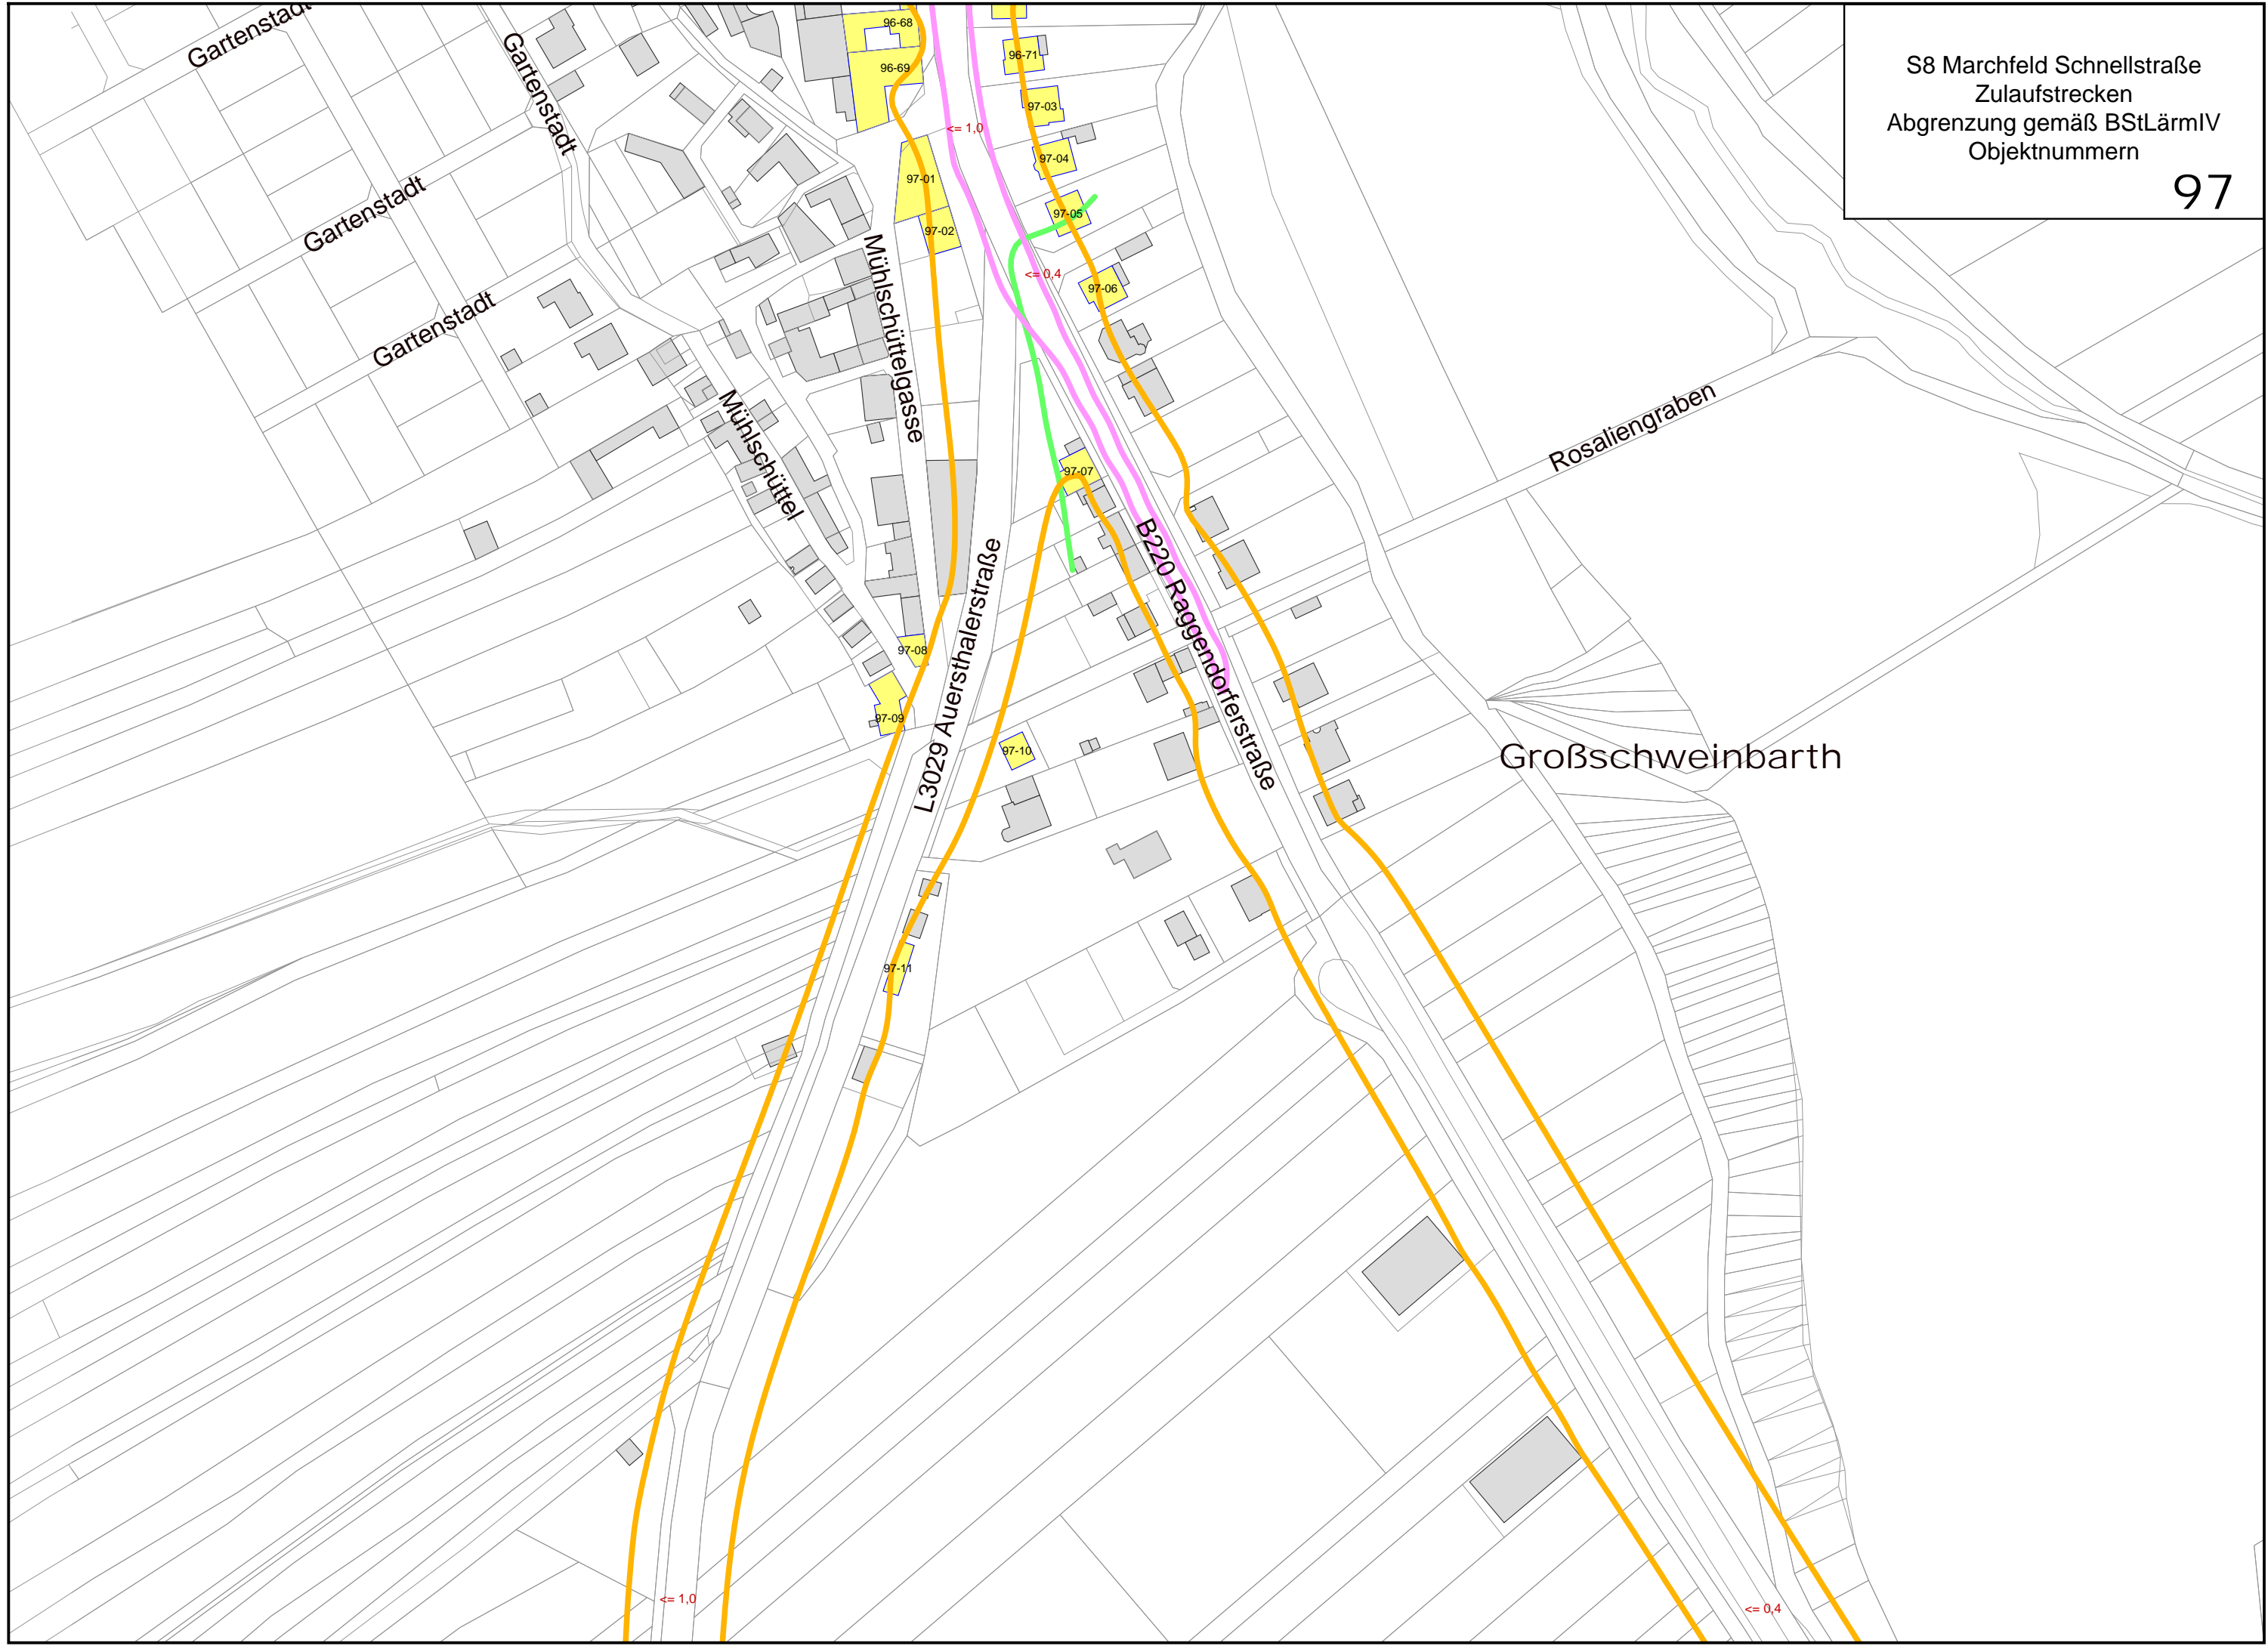 S8 Marchfeld Schnellstraße
Zulaufstrecken
Abgrenzung gemäß BStLärmIV
Objektnummern
97
Gartenstadt
Gartenstadt
Gartenstadt
Gartenstadt
96-68
96-69
96-71
97-03
<= 1,0
97-04
97-01
97-05
97-02
<= 0,4
97-06
Mühlschüttelgasse
Mühlschüttel
97-07
Rosaliengraben
B220 Raggendorferstraße
L3029 Auersthalerstraße
97-08
97-09
97-10
Großschweinbarth
97-11
<= 1,0
<= 0,4